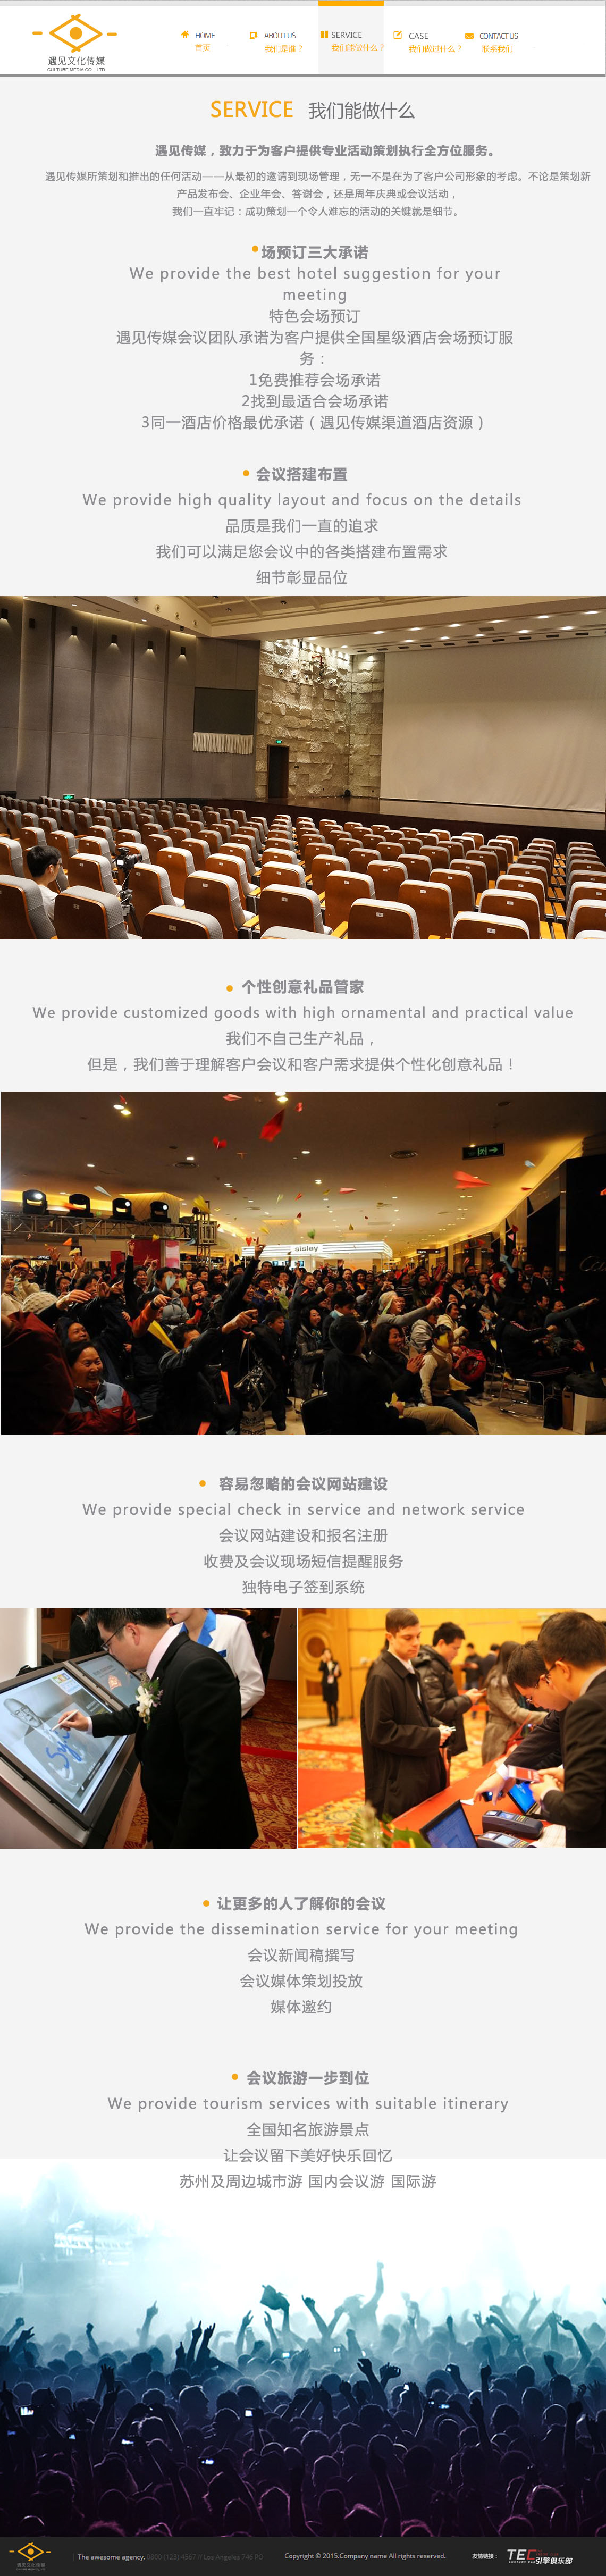 遇见文化传媒
CULTURE MEDIA CO.,LTD
HOME
首页
ABOUT US
我们是谁？
SERVICE
我们能做什么？
CASE
我们做过什么？
CONTACT US
联系我们
SERVICE 我们能做什么
遇见传媒，致力于为客户提供专业活动策划执行全方位服务。
遇见传媒所策划和推出的任何活动——从最初的邀请到现场管理，无一不是在为了客户公司形象的考虑。不论是策划新
产品发布会、企业年会、答谢会，还是周年庆典或会议活动，
我们一直牢记：成功策划一个令人难忘的活动的关键就是细节。
场预订三大承诺
We provide the best hotel suggestion for your
meeting
特色会场预订
遇见传媒会议团队承诺为客户提供全国星级酒店会场预订服
务：
1免费推荐会场承诺
2找到最适合会场承诺
3同一酒店价格最优承诺（遇见传媒渠道酒店资源）
会议搭建布置
We provide high quality layout and focus on the details
品质是我们一直的追求
我们可以满足您会议中的各类搭建布置需求
细节彰显品位
个性创意礼品管家
We provide customized goods with high ornamental and practical value
我们不自己生产礼品，
但是，我们善于理解客户会议和客户需求提供个性化创意礼品！
sisley
容易忽略的会议网站建设
We provide special check in service and network service
会议网站建设和报名注册
收费及会议现场短信提醒服务
独特电子签到系统
让更多的人了解你的会议
We provide the dissemination service for your meeting
会议新闻稿撰写
会议媒体策划投放
媒体邀约
会议旅游一步到位
We provide tourism services with suitable itinerary
全国知名旅游景点
让会议留下美好快乐回忆
苏州及周边城市游 国内会议游 国际游
遇见文化传媒
CULTURE MEDIA CO.,LTD
The awesome agency. 0800 (123) 4567 // Los Angeles 748 PD
Copyright © 2015.Company name All rights reserved.
友情链接：
TEC引擎俱乐部